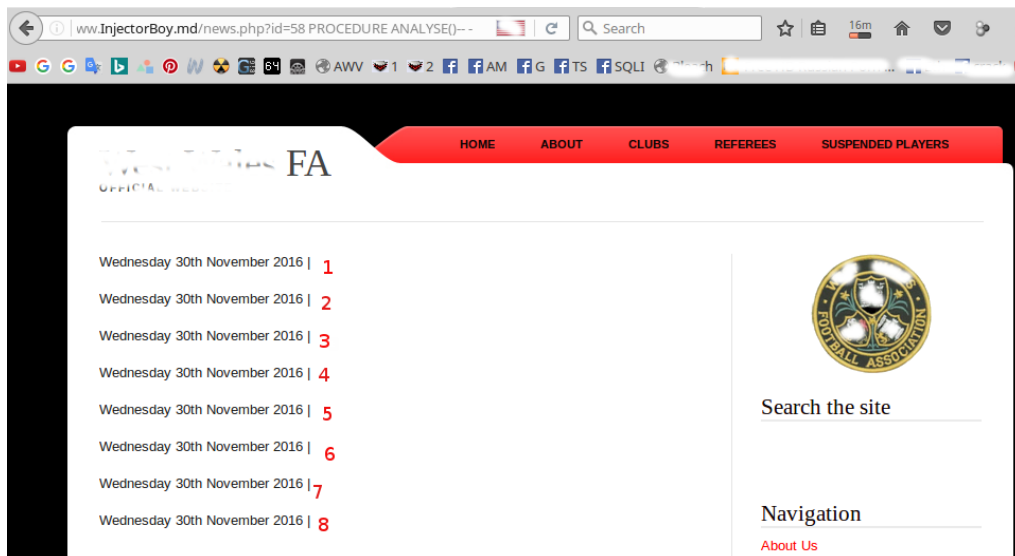 ww.InjectorBoy.md/news.php?id=58 PROCEDURE ANALYSE()-- -
Search
16m
AWV 1 2 AM G TS SQLI
FA
HOME ABOUT CLUBS REFEREES SUSPENDED PLAYERS
Wednesday 30th November 2016 | 1
Wednesday 30th November 2016 | 2
Wednesday 30th November 2016 | 3
Wednesday 30th November 2016 | 4
Wednesday 30th November 2016 | 5
Wednesday 30th November 2016 | 6
Wednesday 30th November 2016 | 7
Wednesday 30th November 2016 | 8
FOOTBALL ASSOCIATION
Search the site
Navigation
About Us